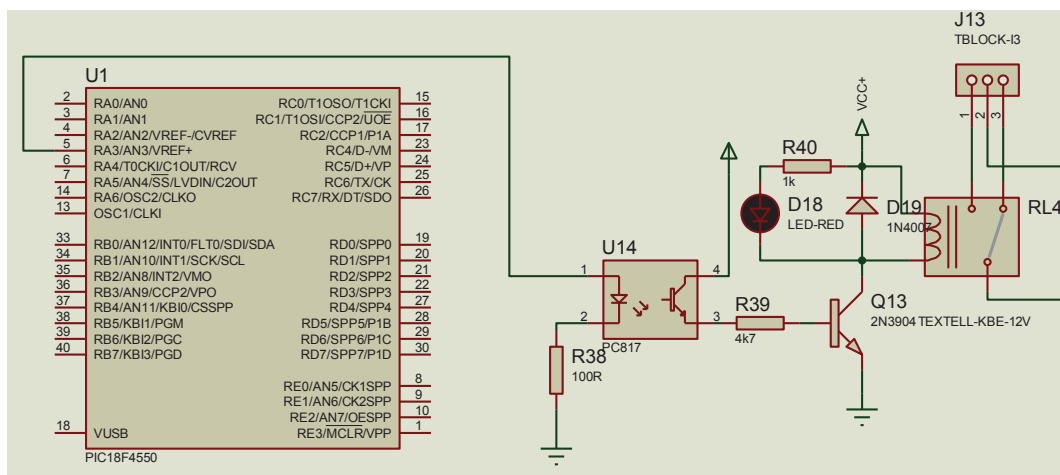 J13
TBLOCK-I3
1
2
3
U1
2 RA0/AN0 RC0/T1OSO/T1CKI 15
3 RA1/AN1 RC1/T1OSI/CCP2/UOE 16
4 RA2/AN2/VREF-/CVREF RC2/CCP1/P1A 17
5 RA3/AN3/VREF+ RC4/D-/VM 23
6 RA4/T0CKI/C1OUT/RCV RC5/D+/VP 24
7 RA5/AN4/SS/LVDIN/C2OUT RC6/TX/CK 25
14 RA6/OSC2/CLKO RC7/RX/DT/SDO 26
13 OSC1/CLKI
33 RB0/AN12/INT0/FLT0/SDI/SDA RD0/SPP0 19
34 RB1/AN10/INT1/SCK/SCL RD1/SPP1 20
35 RB2/AN8/INT2/VMO RD2/SPP2 21
36 RB3/AN9/CCP2/VPO RD3/SPP3 22
37 RB4/AN11/KBI0/CSSPP RD4/SPP4 27
38 RB5/KBI1/PGM RD5/SPP5/P1B 28
39 RB6/KBI2/PGC RD6/SPP6/P1C 29
40 RB7/KBI3/PGD RD7/SPP7/P1D 30
RE0/AN5/CK1SPP 8
RE1/AN6/CK2SPP 9
RE2/AN7/OESPP 10
18 VUSB RE3/MCLR/VPP 1
PIC18F4550
VCC+
R40
1k
D18
LED-RED
D19
1N4007
RL4
U14
1
2
4
3
PC817
R38
100R
R39
4k7
Q13
2N3904
TEXTELL-KBE-12V